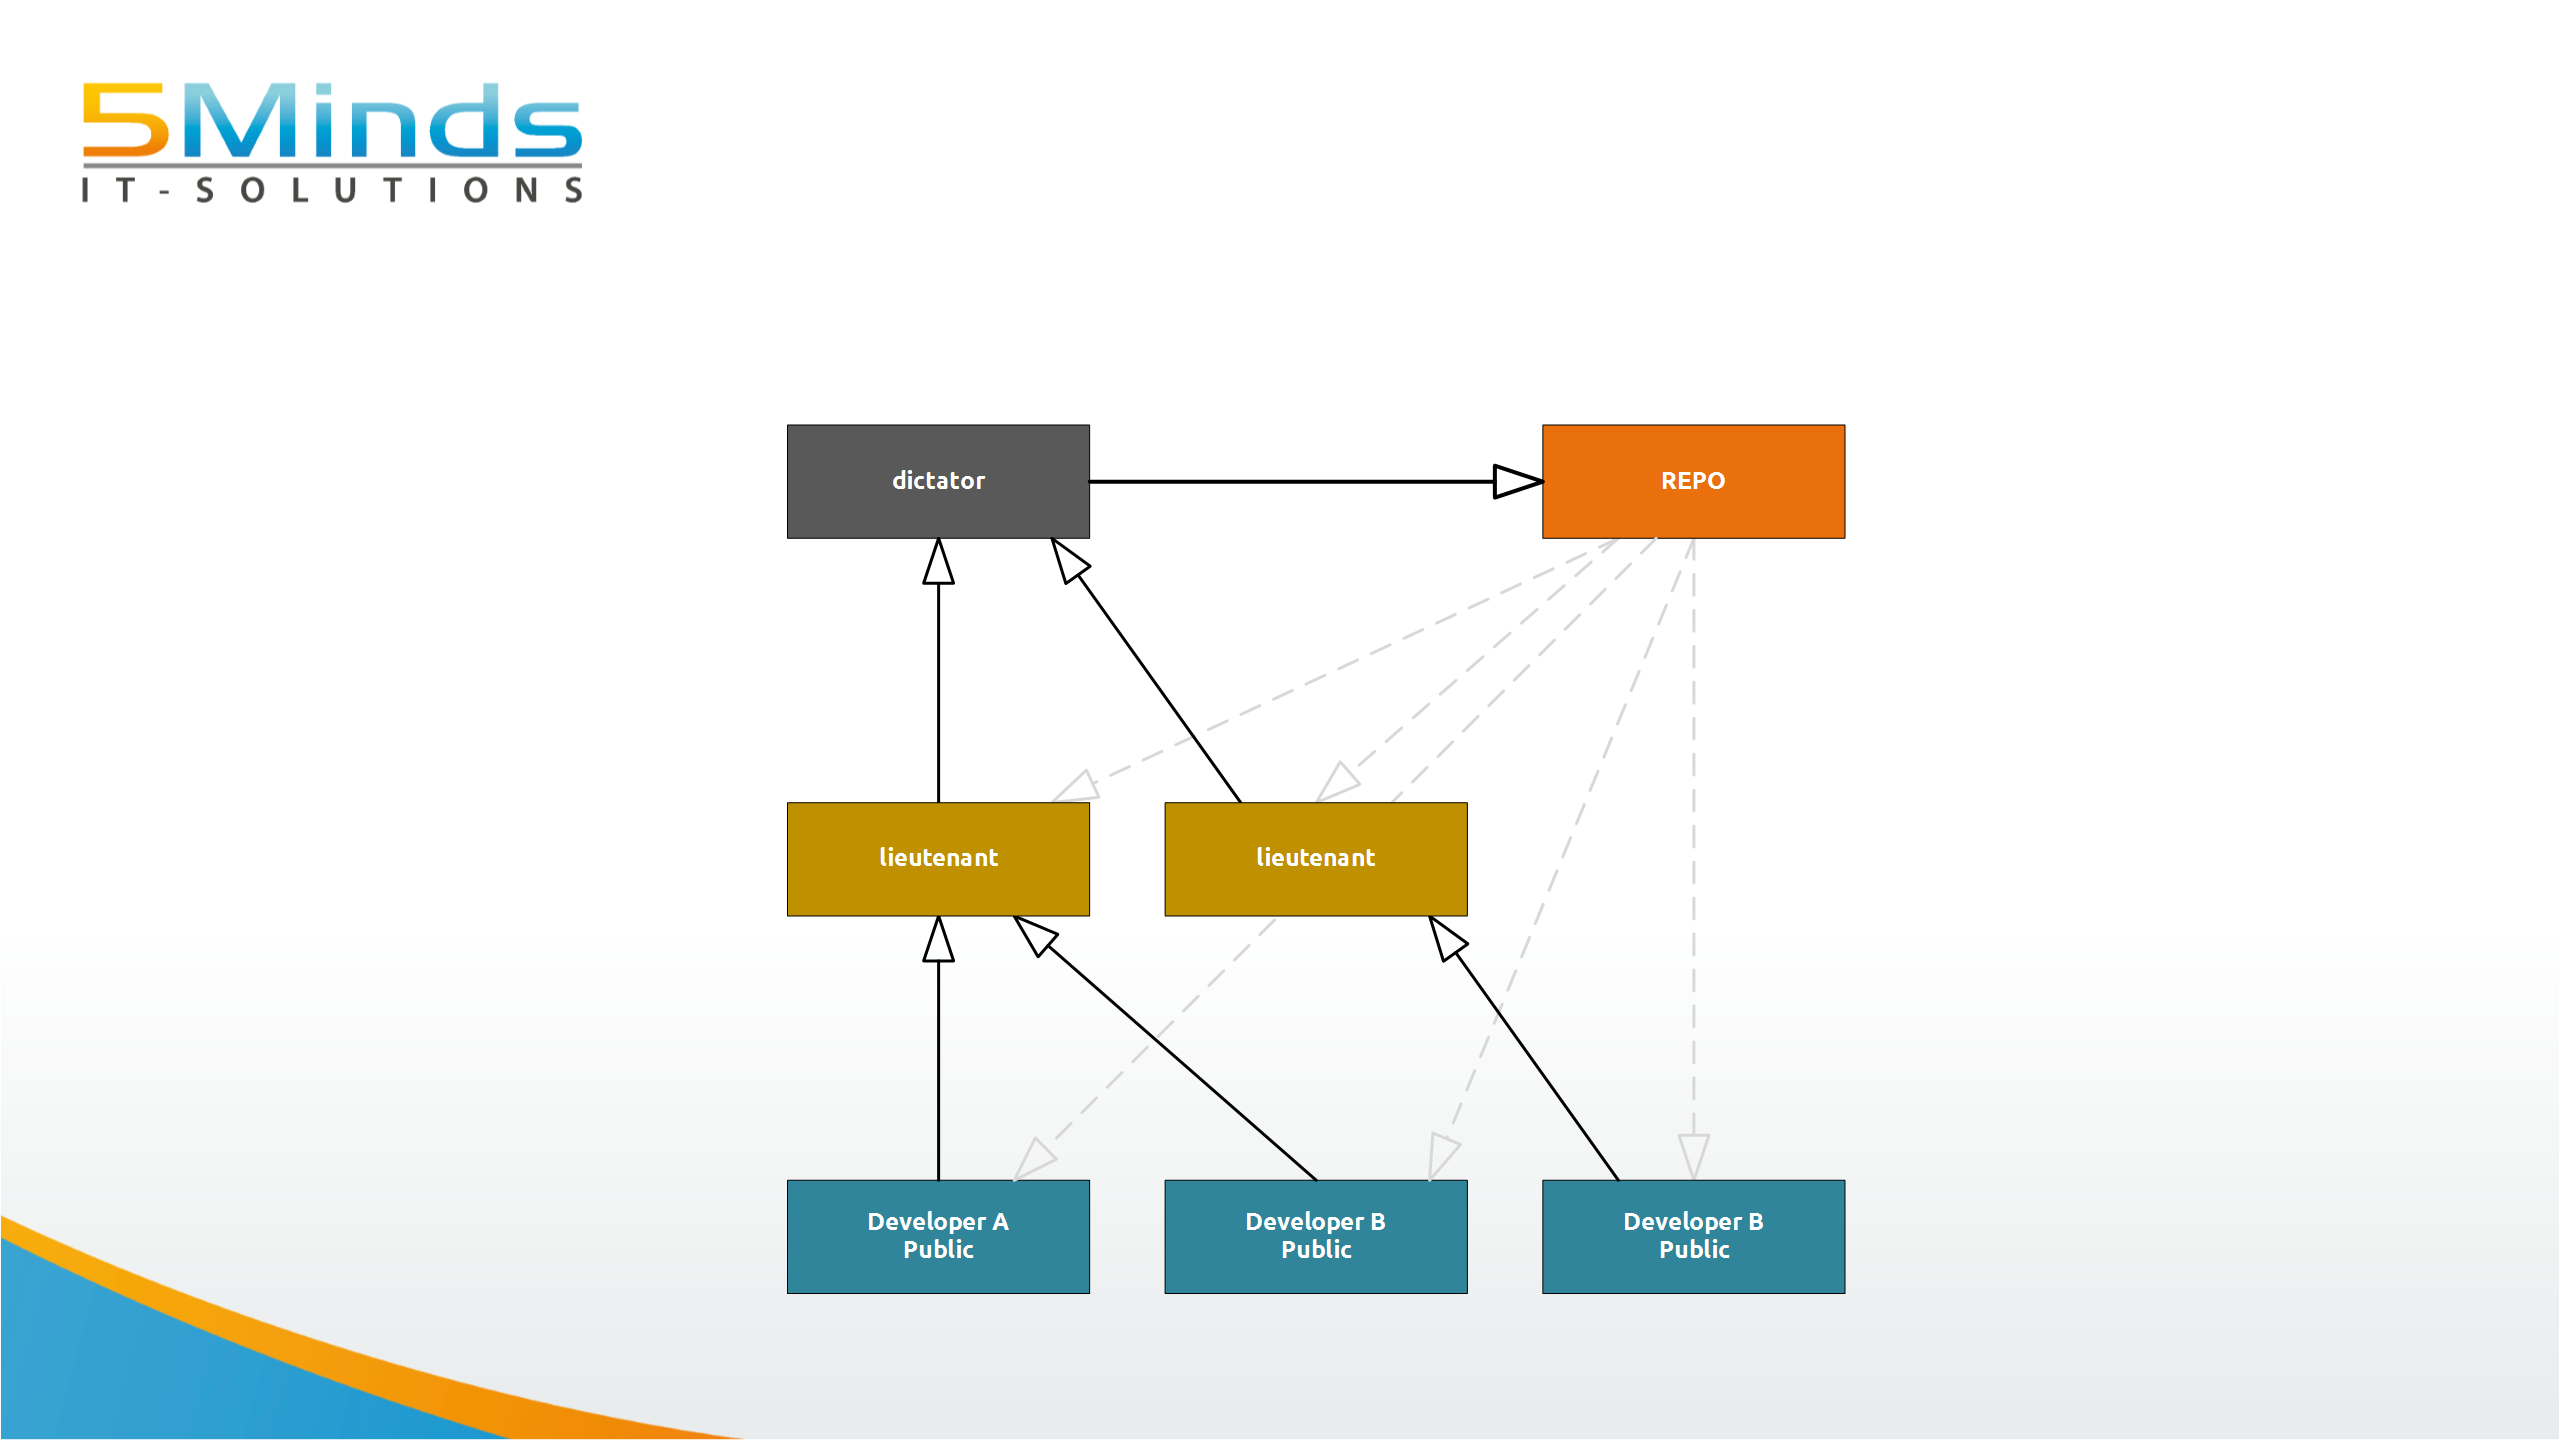 5Minds
IT-SOLUTIONS
dictator
REPO
lieutenant
lieutenant
Developer A
Public
Developer B
Public
Developer B
Public